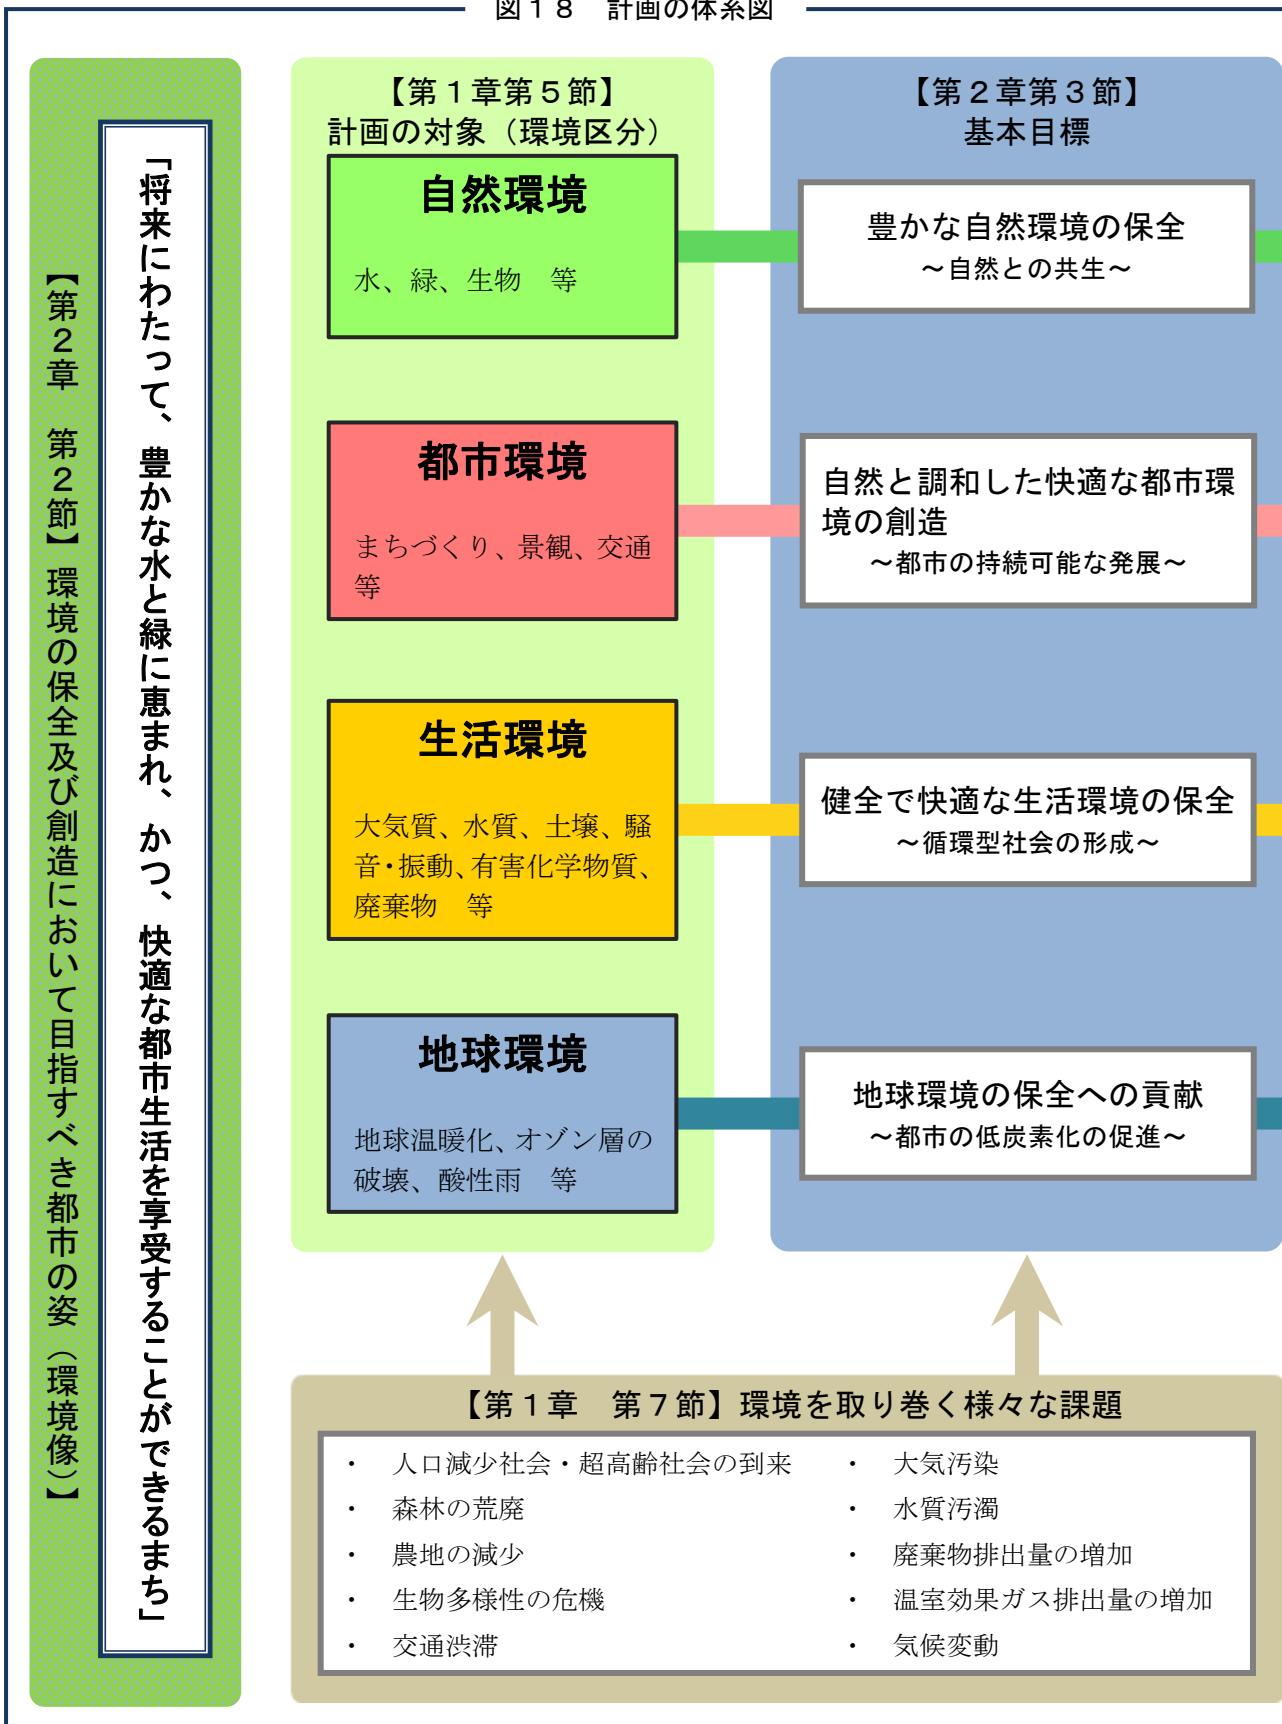 図１８　計画の体系図
【第２章　第２節】環境の保全及び創造において目指すべき都市の姿（環境像）】
「将来にわたって、豊かな水と緑に恵まれ、かつ、快適な都市生活を享受することができるまち」
【第１章第５節】
計画の対象（環境区分）
自然環境
水、緑、生物　等
都市環境
まちづくり、景観、交通
等
生活環境
大気質、水質、土壌、騒
音・振動、有害化学物質、
廃棄物　等
地球環境
地球温暖化、オゾン層の
破壊、酸性雨　等
【第２章第３節】
基本目標
豊かな自然環境の保全
～自然との共生～
自然と調和した快適な都市環
境の創造
～都市の持続可能な発展～
健全で快適な生活環境の保全
～循環型社会の形成～
地球環境の保全への貢献
～都市の低炭素化の促進～
【第１章　第７節】環境を取り巻く様々な課題
・　人口減少社会・超高齢社会の到来
・　森林の荒廃
・　農地の減少
・　生物多様性の危機
・　交通渋滞
・　大気汚染
・　水質汚濁
・　廃棄物排出量の増加
・　温室効果ガス排出量の増加
・　気候変動